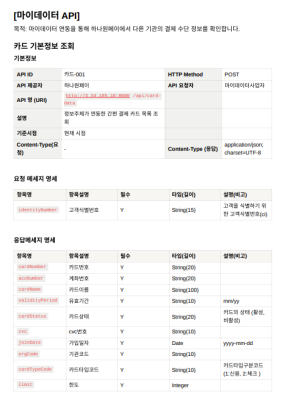 [마이데이터 API]
목적: 마이데이터 연동을 통해 하나원페이에서 다른 기관의 결제 수단 정보를 확인합니다.
카드 기본정보 조회
기본정보
API ID 카드-001 HTTP Method POST
API 제공자 하나원페이 API 요청자 마이데이터사업자
API 명 (URI) /api/card-data
설명 정보주체가 연동한 간편 결제 카드 목록 조회
기준시점 현재 시점
Content-Type(요청) - Content-Type (응답) application/json; charset=UTF-8
요청 메시지 명세
항목명 항목설명 필수 타입(길이) 설명(비고)
identityNumber 고객식별번호 Y String(15) 고객을 식별하기 위한 고객식별번호(ci)
응답메세지 명세
항목명 항목설명 필수 타입(길이) 설명(비고)
cardNumber 카드번호 Y String(20)
accNumber 계좌번호 Y String(20)
cardName 카드이름 Y String(100)
validityPeriod 유효기간 Y String(10) mm/yy
cardStatus 카드상태 Y String(20) 카드의 상태 (활성, 비활성)
cvc cvc번호 Y String(10)
joinDate 가입일자 Y Date yyyy-mm-dd
orgCode 기관코드 Y String(10)
cardTypeCode 카드타입코드 Y String(10) 카드타입구분코드 (1:신용, 2:체크 )
limit 한도 Y Integer